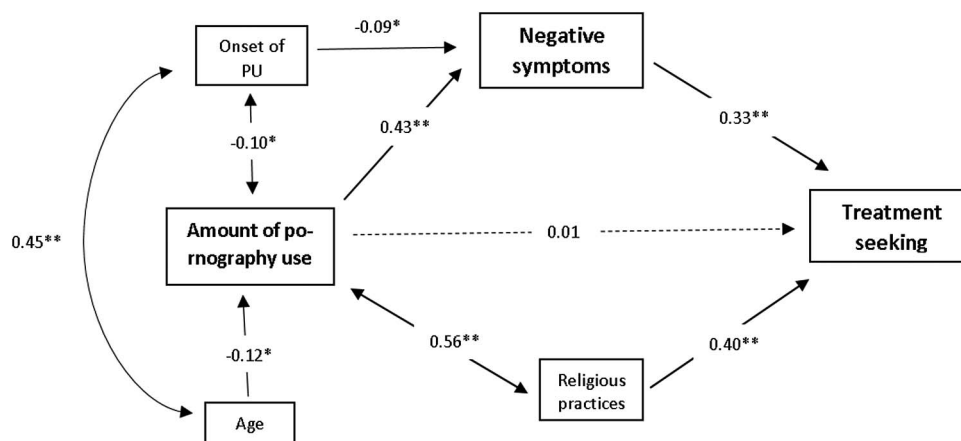 -0.09*
Onset of
PU
Negative
symptoms
0.43**
0.33**
-0.10*
0.45**
Amount of po-
rnography use
0.01
Treatment
seeking
-0.12*
0.56**
0.40**
Religious
practices
Age